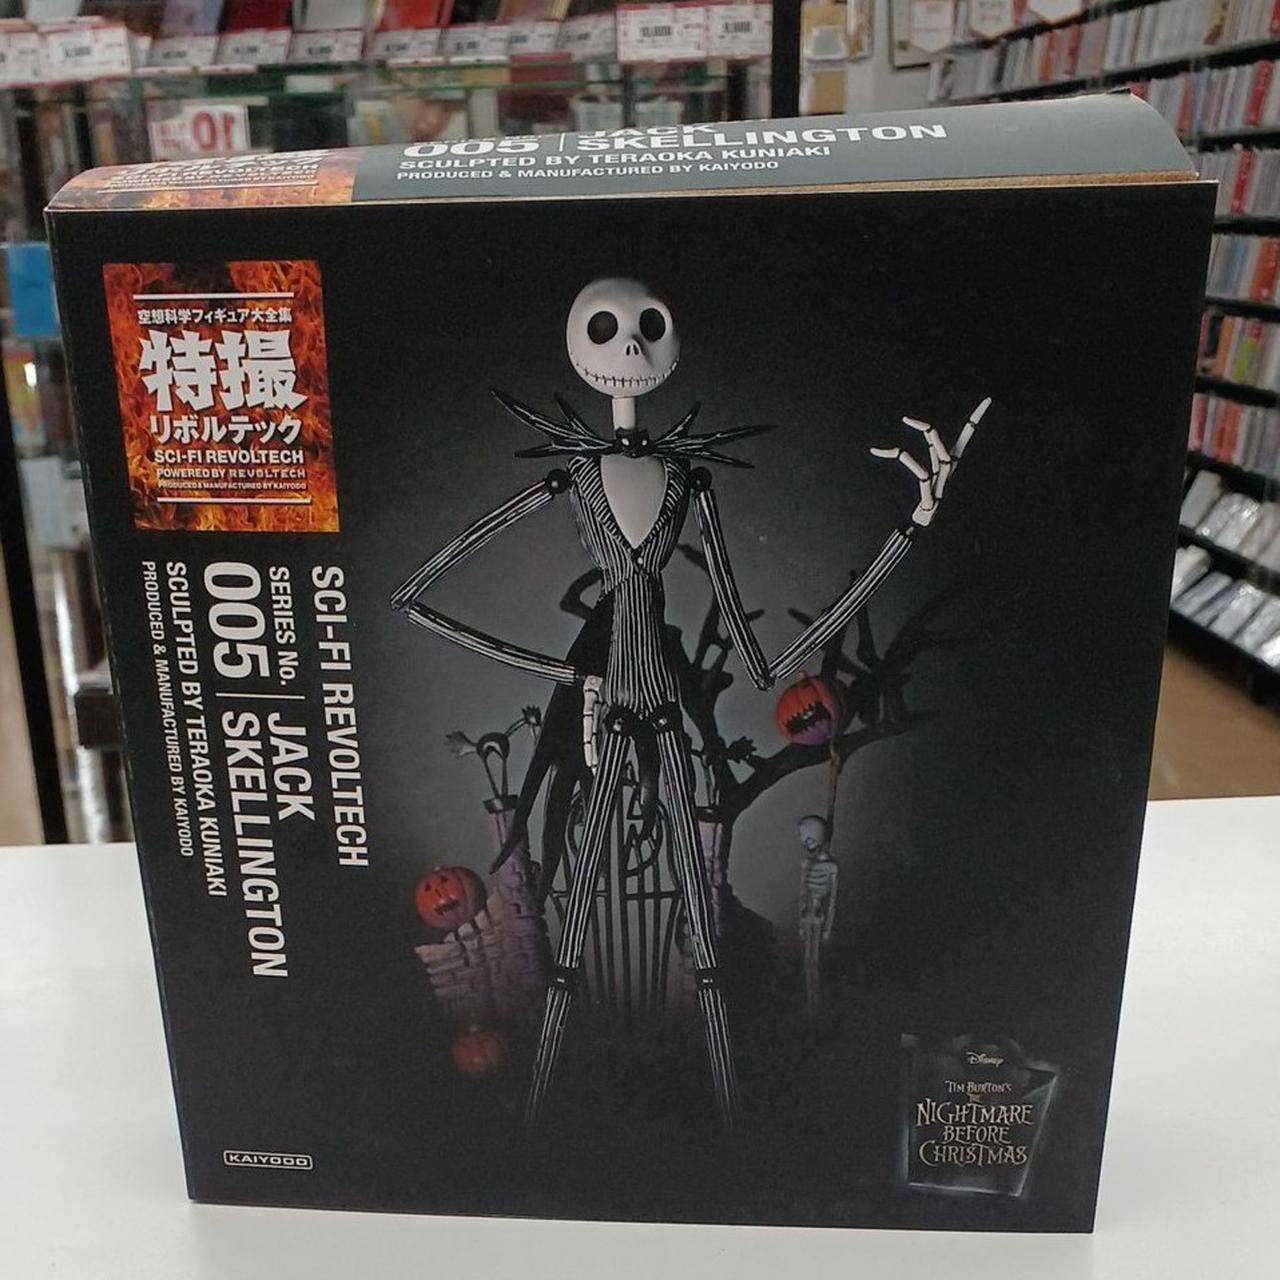 005 | JACK SKELLINGTON
SCULPTED BY TERAOKA KUNIAKI
PRODUCED & MANUFACTURED BY KAIYODO
空想科学フィギュア大全集
特撮
リボルテック
SCI-FI REVOLTECH
POWERED BY REVOLTECH
PRODUCED & MANUFACTURED BY KAIYODO
SCI-FI REVOLTECH
SERIES No. | JACK
005 | SKELLINGTON
SCULPTED BY TERAOKA KUNIAKI
PRODUCED & MANUFACTURED BY KAIYODO
Disney
TIM BURTON'S
THE
NIGHTMARE
BEFORE
CHRISTMAS
KAIYODO